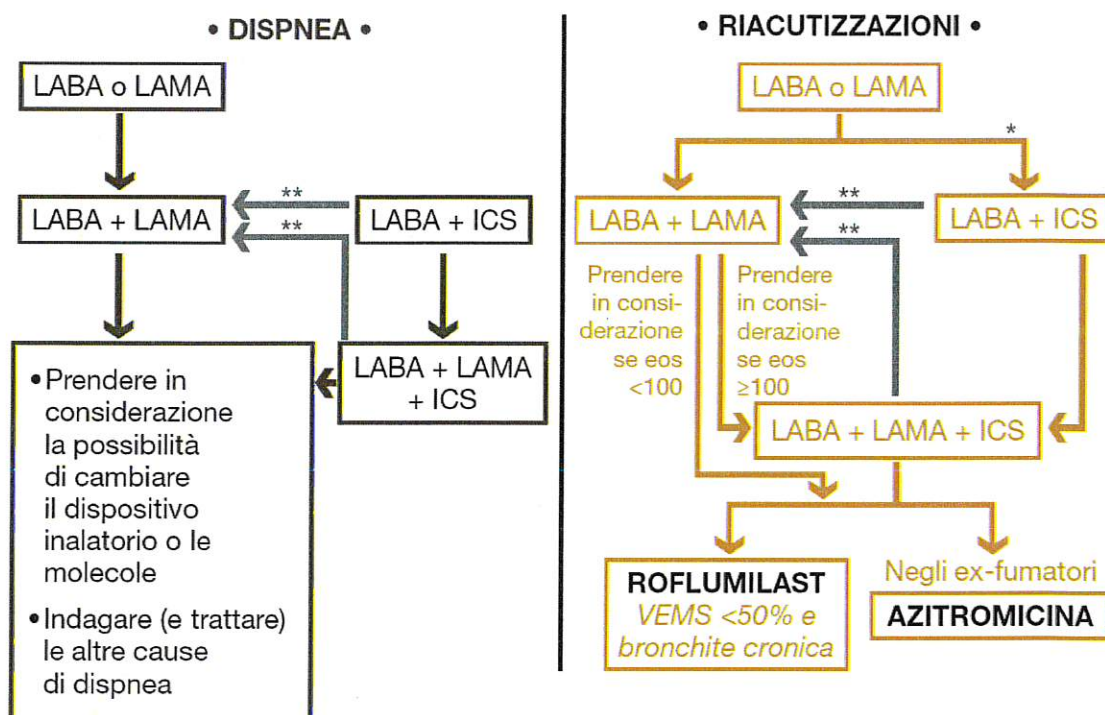 • DISPNEA •
LABA o LAMA
**
LABA + LAMA
LABA + ICS
**
LABA + LAMA
+ ICS
•Prendere in
considerazione
la possibilità
di cambiare
il dispositivo
inalatorio o le
molecole
•Indagare (e trattare)
le altre cause
di dispnea
• RIACUTIZZAZIONI •
LABA o LAMA
*
**
LABA + LAMA
LABA + ICS
**
Prendere
in consi-
derazione
se eos
<100
Prendere
in consi-
derazione
se eos
≥100
LABA + LAMA + ICS
ROFLUMILAST
VEMS <50% e
bronchite cronica
Negli ex-fumatori
AZITROMICINA